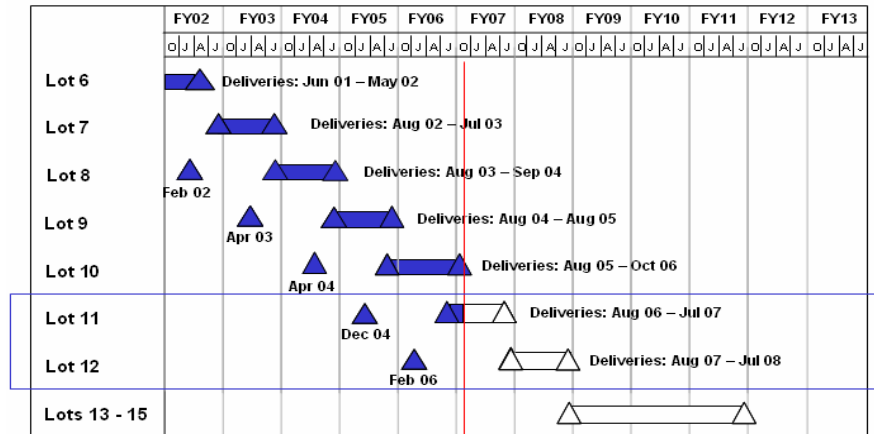 FY02 FY03 FY04 FY05 FY06 FY07 FY08 FY09 FY10 FY11 FY12 FY13
O J A J O J A J O J A J O J A J O J A J O J A J O J A J O J A J O J A J O J A J O J A J O J A J
Lot 6 Deliveries: Jun 01 – May 02
Lot 7 Deliveries: Aug 02 – Jul 03
Lot 8 Deliveries: Aug 03 – Sep 04
Feb 02
Lot 9 Deliveries: Aug 04 – Aug 05
Apr 03
Lot 10 Deliveries: Aug 05 – Oct 06
Apr 04
Lot 11 Deliveries: Aug 06 – Jul 07
Dec 04
Lot 12 Deliveries: Aug 07 – Jul 08
Feb 06
Lots 13 - 15